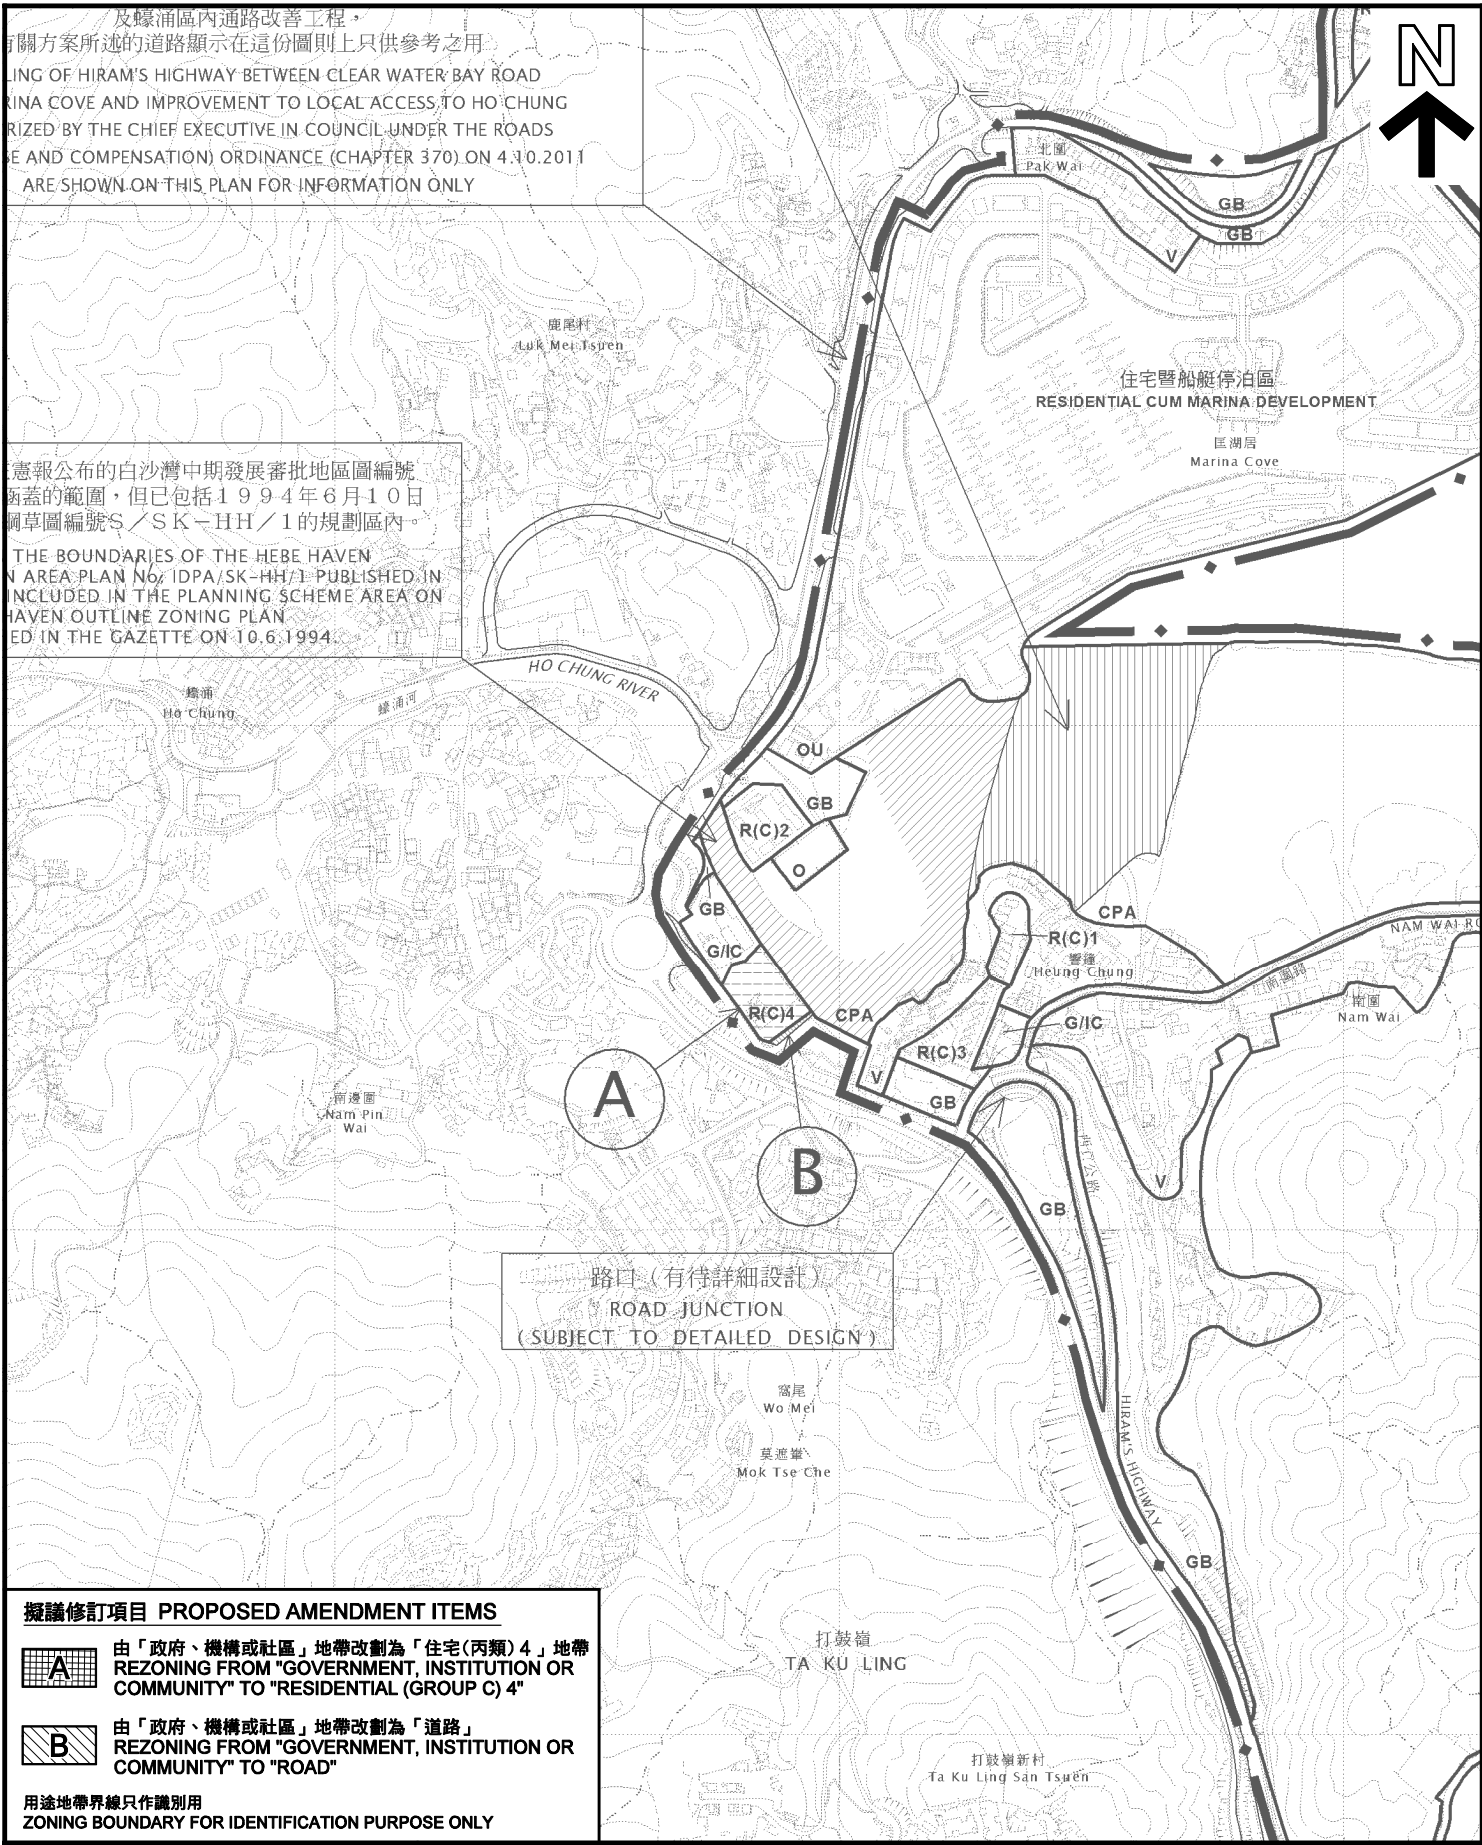 及蠔涌區內通路改善工程，
有關方案所述的道路顯示在這份圖則上只供參考之用
LING OF HIRAM'S HIGHWAY BETWEEN CLEAR WATER BAY ROAD
RINA COVE AND IMPROVEMENT TO LOCAL ACCESS TO HO CHUNG
RIZED BY THE CHIEF EXECUTIVE IN COUNCIL UNDER THE ROADS
SE AND COMPENSATION) ORDINANCE (CHAPTER 370) ON 4.10.2011
ARE SHOWN ON THIS PLAN FOR INFORMATION ONLY
N
北圍
Pak Wai
GB
GB
V
鹿尾村
Luk Mei Tsuen
住宅暨船艇停泊區
RESIDENTIAL CUM MARINA DEVELOPMENT
匡湖居
Marina Cove
憲報公布的白沙灣中期發展審批地區圖編號
涵蓋的範圍，但已包括１９９４年６月１０日
綱草圖編號Ｓ／ＳＫ－ＨＨ／１的規劃區內。
THE BOUNDARIES OF THE HEBE HAVEN
N AREA PLAN No. IDPA/SK-HH/1 PUBLISHED IN
INCLUDED IN THE PLANNING SCHEME AREA ON
HAVEN OUTLINE ZONING PLAN
ED IN THE GAZETTE ON 10.6.1994.
HO CHUNG RIVER
蠔涌河
蠔涌
Ho Chung
OU
GB
R(C)2
O
GB
G/IC
R(C)4
CPA
CPA
R(C)1
響鐘
Heung Chung
NAM WAI RO
南圍路
南圍
Nam Wai
G/IC
R(C)3
V
GB
A
B
南邊圍
Nam Pin
Wai
西貢公路
V
GB
路口（有待詳細設計）
ROAD JUNCTION
( SUBJECT TO DETAILED DESIGN )
窩尾
Wo Mei
莫遮輋
Mok Tse Che
HIRAM'S HIGHWAY
GB
打鼓嶺
TA KU LING
打鼓嶺新村
Ta Ku Ling San Tsuen
擬議修訂項目 PROPOSED AMENDMENT ITEMS
A
由「政府、機構或社區」地帶改劃為「住宅(丙類) 4 」地帶
REZONING FROM "GOVERNMENT, INSTITUTION OR
COMMUNITY" TO "RESIDENTIAL (GROUP C) 4"
B
由「政府、機構或社區」地帶改劃為「道路」
REZONING FROM "GOVERNMENT, INSTITUTION OR
COMMUNITY" TO "ROAD"
用途地帶界線只作識別用
ZONING BOUNDARY FOR IDENTIFICATION PURPOSE ONLY